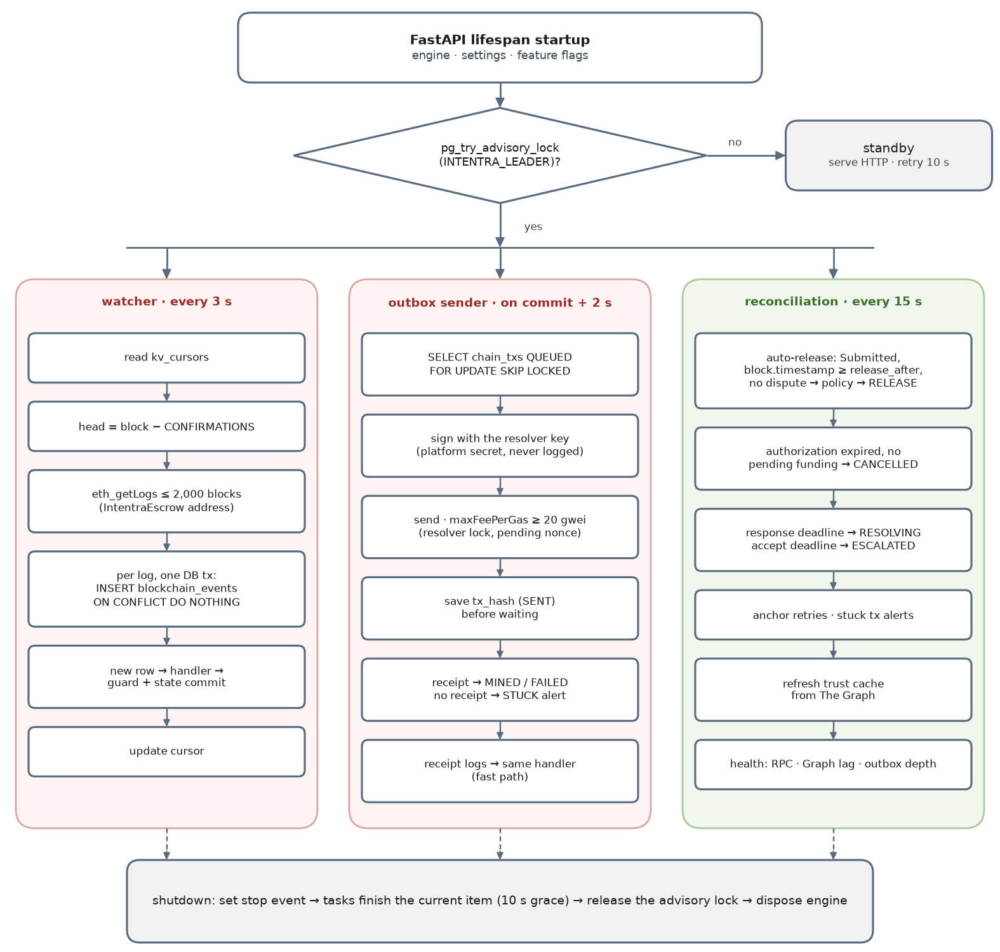 FastAPI lifespan startup
engine · settings · feature flags
pg_try_advisory_lock
(INTENTRA_LEADER)?
no
standby
serve HTTP · retry 10 s
yes
watcher · every 3 s
read kv_cursors
head = block − CONFIRMATIONS
eth_getLogs ≤ 2,000 blocks
(IntentraEscrow address)
per log, one DB tx:
INSERT blockchain_events
ON CONFLICT DO NOTHING
new row → handler →
guard + state commit
update cursor
outbox sender · on commit + 2 s
SELECT chain_txs QUEUED
FOR UPDATE SKIP LOCKED
sign with the resolver key
(platform secret, never logged)
send · maxFeePerGas ≥ 20 gwei
(resolver lock, pending nonce)
save tx_hash (SENT)
before waiting
receipt → MINED / FAILED
no receipt → STUCK alert
receipt logs → same handler
(fast path)
reconciliation · every 15 s
auto-release: Submitted,
block.timestamp ≥ release_after,
no dispute → policy → RELEASE
authorization expired, no
pending funding → CANCELLED
response deadline → RESOLVING
accept deadline → ESCALATED
anchor retries · stuck tx alerts
refresh trust cache
from The Graph
health: RPC · Graph lag · outbox depth
shutdown: set stop event → tasks finish the current item (10 s grace) → release the advisory lock → dispose engine